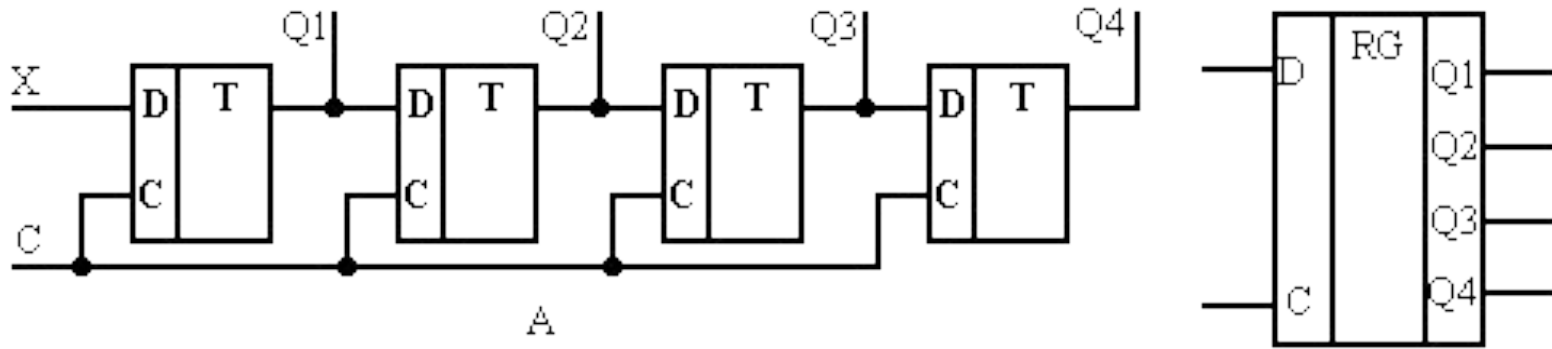 Q1 Q2 Q3 Q4
X D T D T D T D T
C C C C
C
A
RG
D Q1
Q2
Q3
C Q4